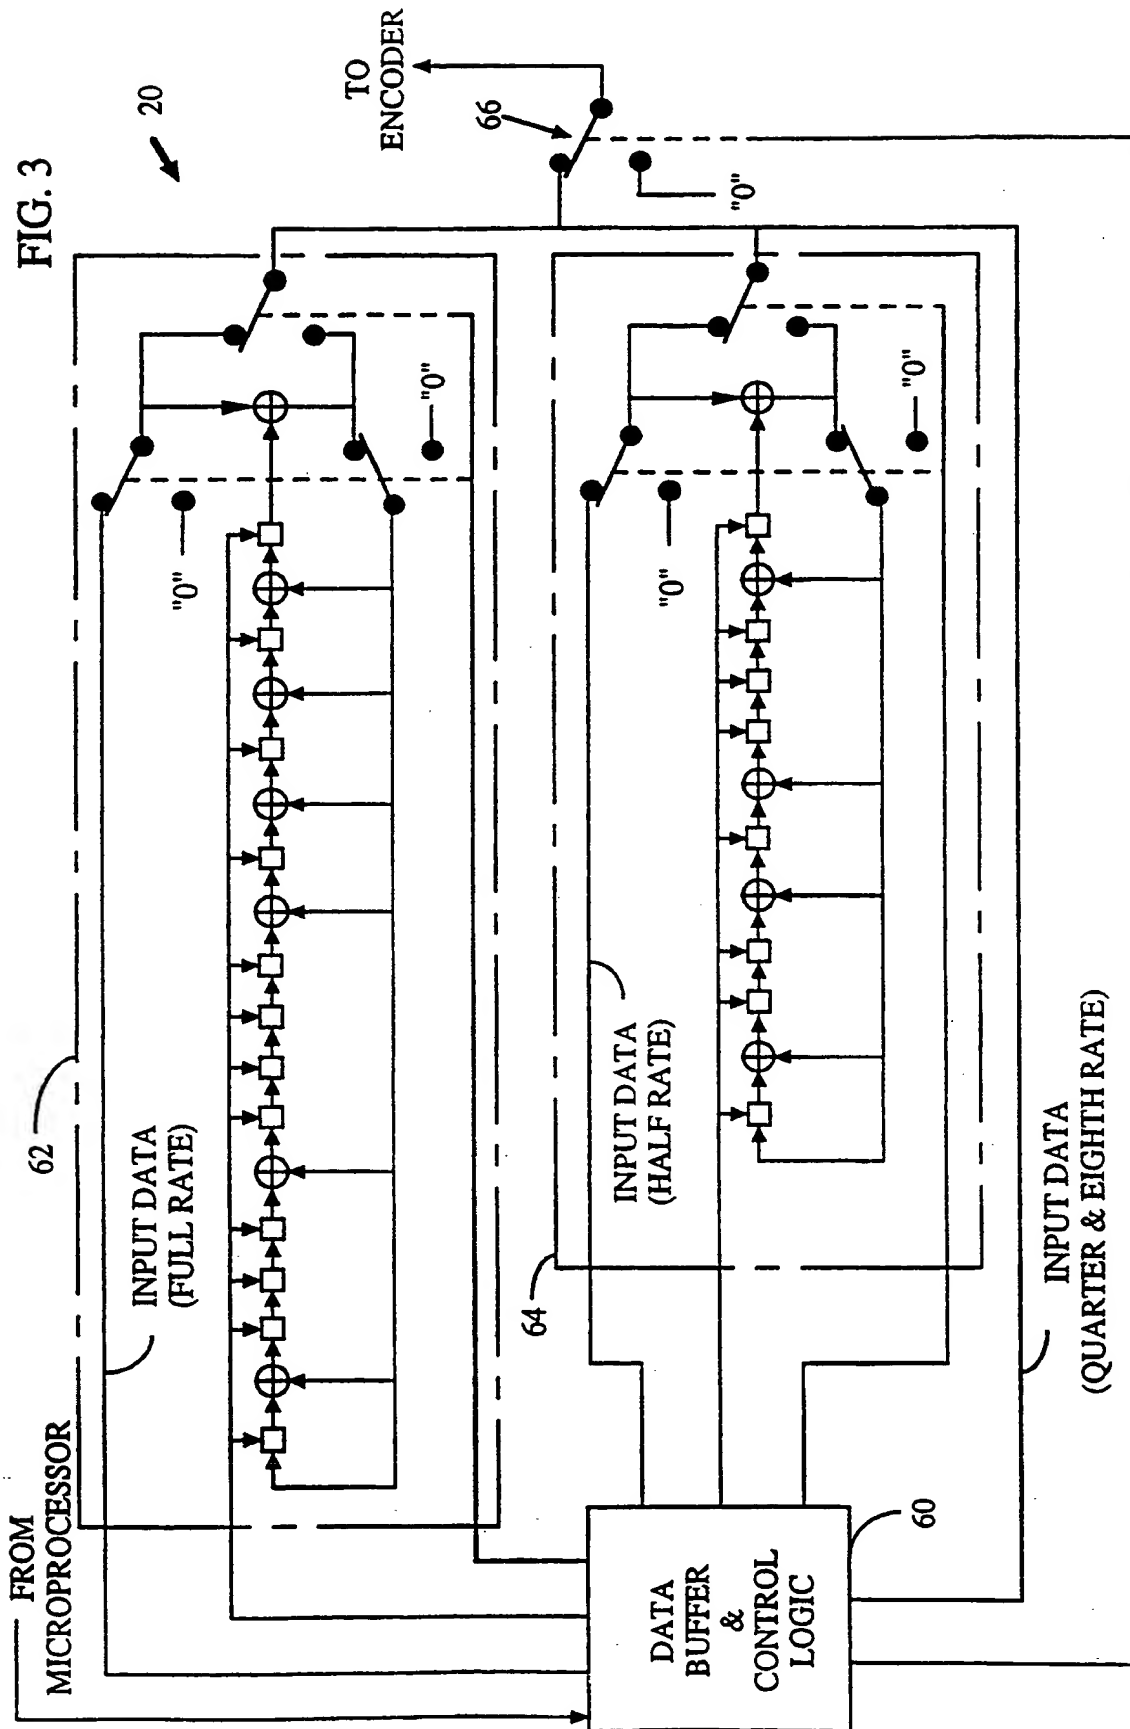 FIG. 3
20
FROM
MICROPROCESSOR
62
INPUT DATA
(FULL RATE)
"0"
"0"
TO
ENCODER
66
"0"
64
INPUT DATA
(HALF RATE)
"0"
"0"
DATA
BUFFER
&
CONTROL
LOGIC
60
INPUT DATA
(QUARTER & EIGHTH RATE)